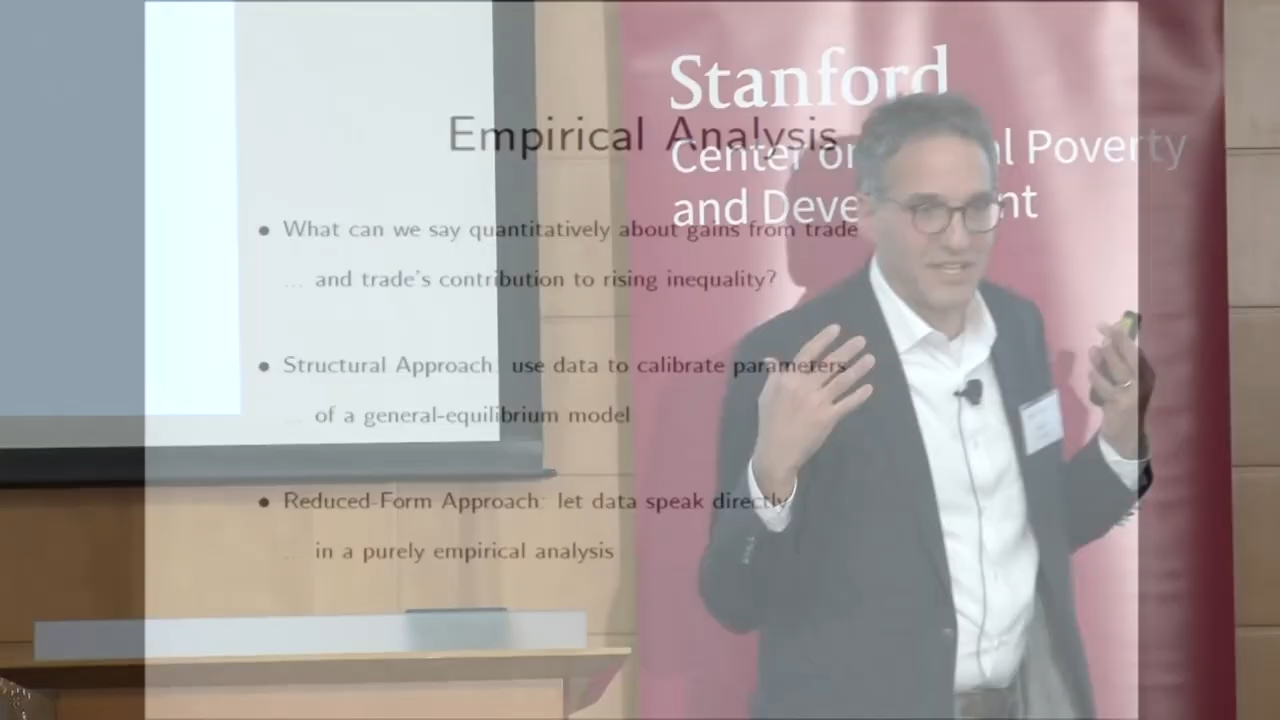 Stanford
Empirical Analysis
Center on l Poverty
and Deve nt
• What can we say quantitatively about gains from trade
... and trade's contribution to rising inequality?
• Structural Approach: use data to calibrate parameters
... of a general-equilibrium model
• Reduced-Form Approach: let data speak directly
... in a purely empirical analysis